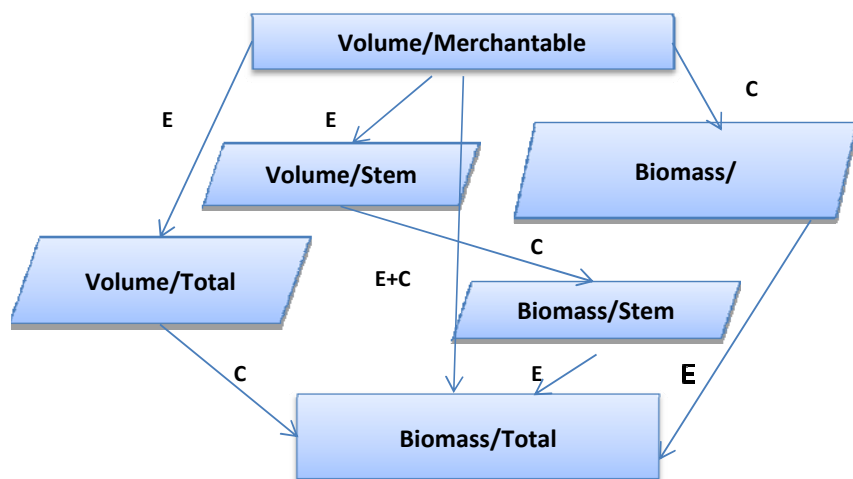 Volume/Merchantable
C
E
E
Volume/Stem
Biomass/
C
Volume/Total
E+C
Biomass/Stem
C
E
E
Biomass/Total